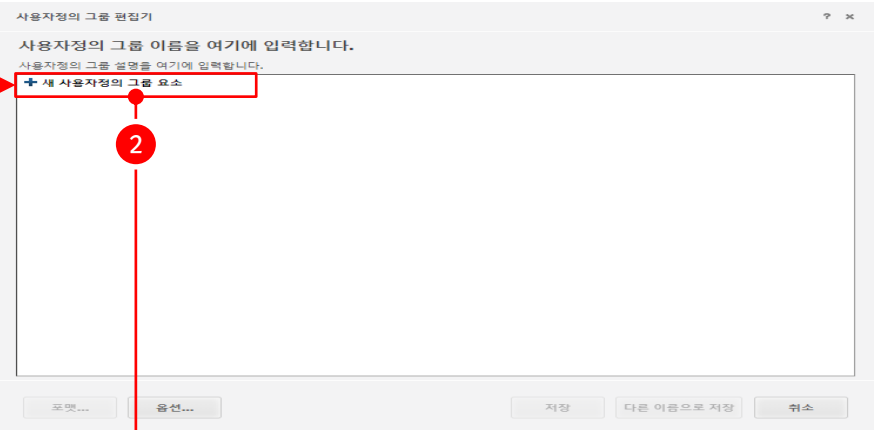 사용자정의 그룹 편집기 ? ×
사용자정의 그룹 이름을 여기에 입력합니다.
사용자정의 그룹 설명을 여기에 입력합니다.
+ 새 사용자정의 그룹 요소
2
포맷... 옵션... 저장 다른 이름으로 저장 취소